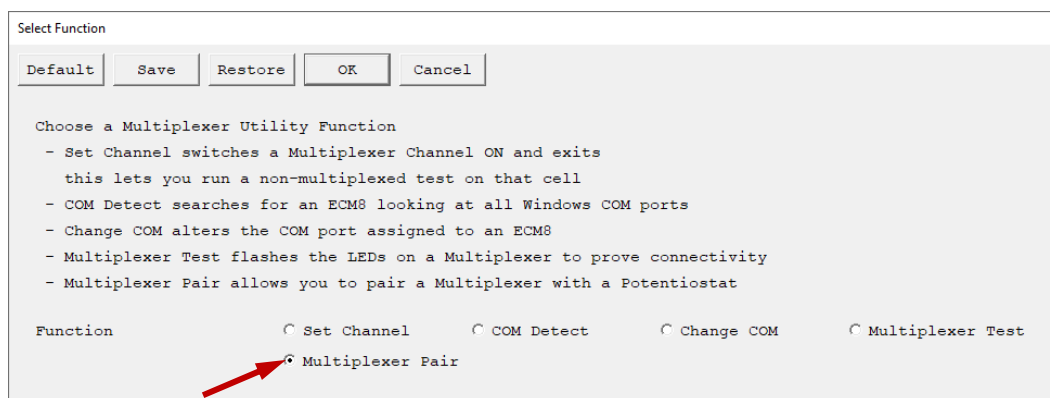 Select Function
Default Save Restore OK Cancel
Choose a Multiplexer Utility Function
- Set Channel switches a Multiplexer Channel ON and exits
this lets you run a non-multiplexed test on that cell
- COM Detect searches for an ECM8 looking at all Windows COM ports
- Change COM alters the COM port assigned to an ECM8
- Multiplexer Test flashes the LEDs on a Multiplexer to prove connectivity
- Multiplexer Pair allows you to pair a Multiplexer with a Potentiostat
Function Set Channel COM Detect Change COM Multiplexer Test
Multiplexer Pair